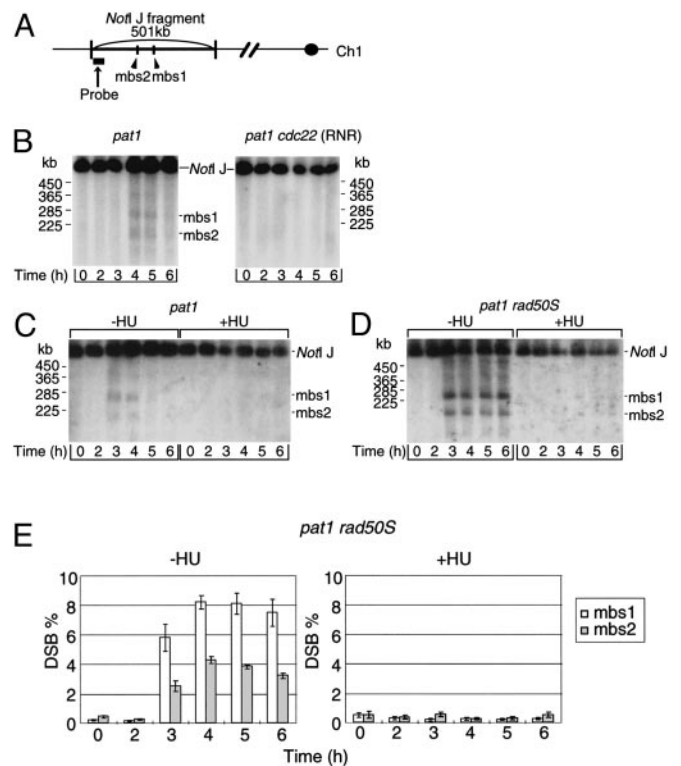 A
NotI J fragment
501kb
Ch1
mbs2 mbs1
Probe
B
pat1
pat1 cdc22 (RNR)
kb
NotI J
kb
450
365
285
225
mbs1
mbs2
450
365
285
225
Time (h) 0 2 3 4 5 6
0 2 3 4 5 6
C
pat1
-HU +HU
kb
NotI J
450
365
285
225
mbs1
mbs2
Time (h) 0 2 3 4 5 6 0 2 3 4 5 6
D
pat1 rad50S
-HU +HU
kb
NotI J
450
365
285
225
mbs1
mbs2
Time (h) 0 2 3 4 5 6 0 2 3 4 5 6
E
pat1 rad50S
-HU
+HU
DSB %
10
8
6
4
2
0
0 2 3 4 5 6
DSB %
10
8
6
4
2
0
0 2 3 4 5 6
Time (h)
mbs1
mbs2